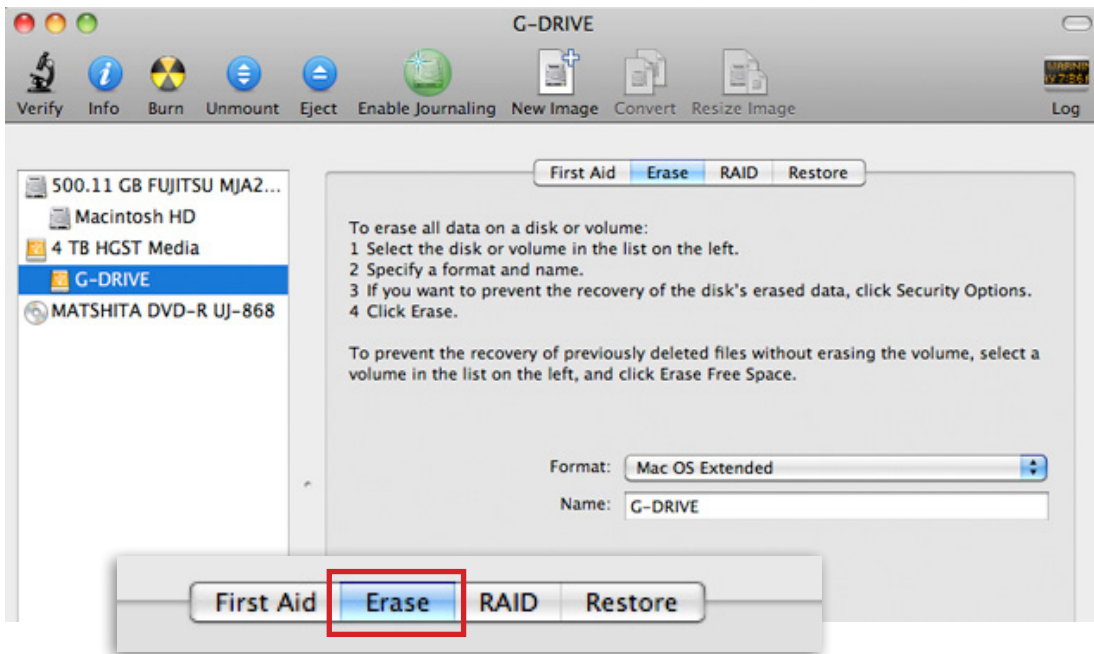 G-DRIVE
Verify Info Burn Unmount Eject Enable Journaling New Image Convert Resize Image Log
First Aid Erase RAID Restore
500.11 GB FUJITSU MJA2...
Macintosh HD
4 TB HGST Media
G-DRIVE
MATSHITA DVD-R UJ-868
To erase all data on a disk or volume:
1 Select the disk or volume in the list on the left.
2 Specify a format and name.
3 If you want to prevent the recovery of the disk's erased data, click Security Options.
4 Click Erase.
To prevent the recovery of previously deleted files without erasing the volume, select a
volume in the list on the left, and click Erase Free Space.
Format: Mac OS Extended
Name: G-DRIVE
First Aid Erase RAID Restore